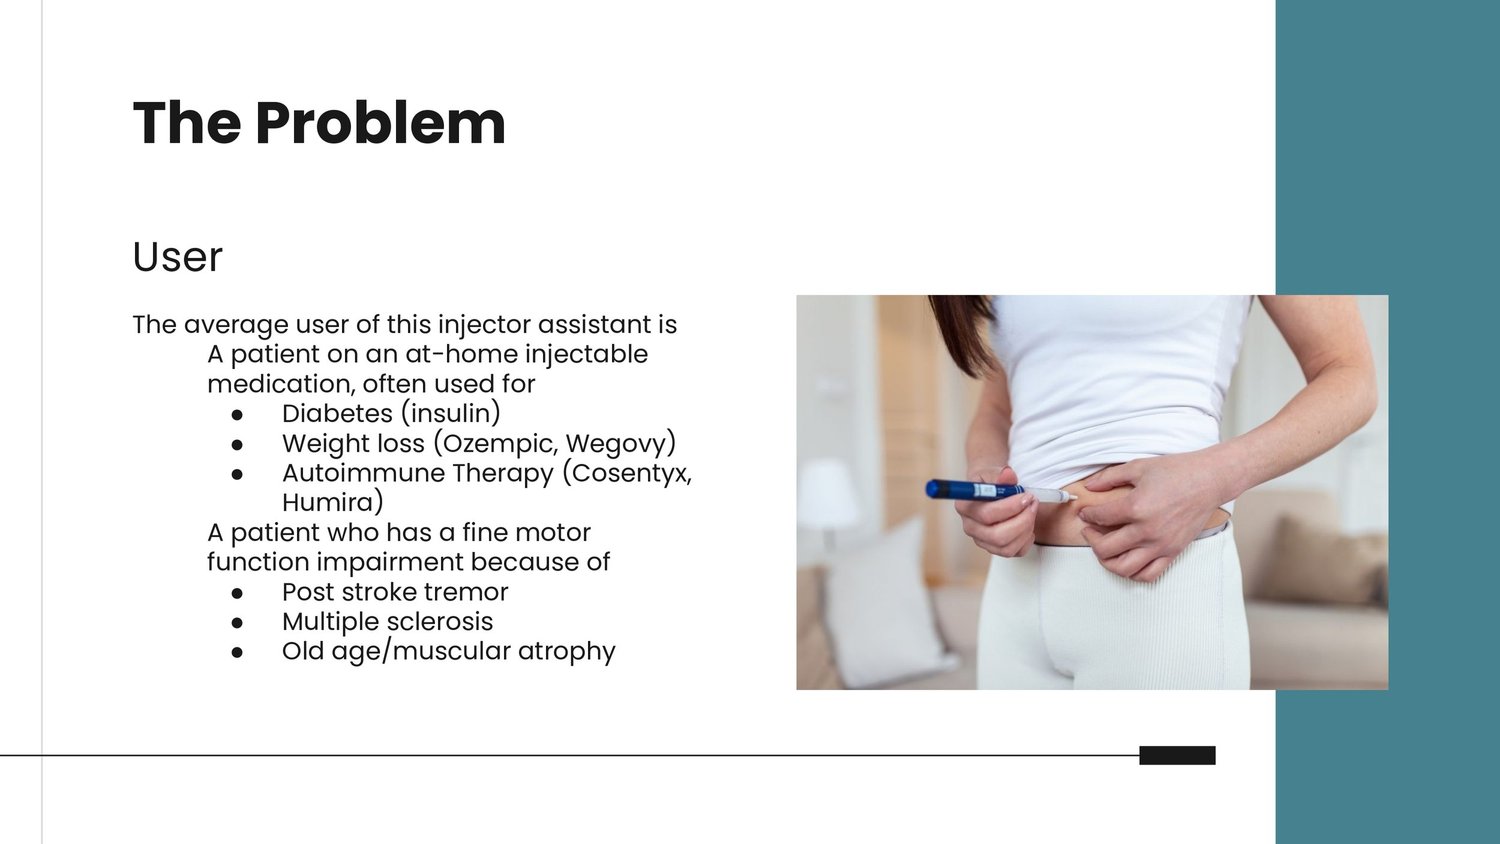 The Problem
User
The average user of this injector assistant is
A patient on an at-home injectable
medication, often used for
● Diabetes (insulin)
● Weight loss (Ozempic, Wegovy)
● Autoimmune Therapy (Cosentyx,
Humira)
A patient who has a fine motor
function impairment because of
● Post stroke tremor
● Multiple sclerosis
● Old age/muscular atrophy